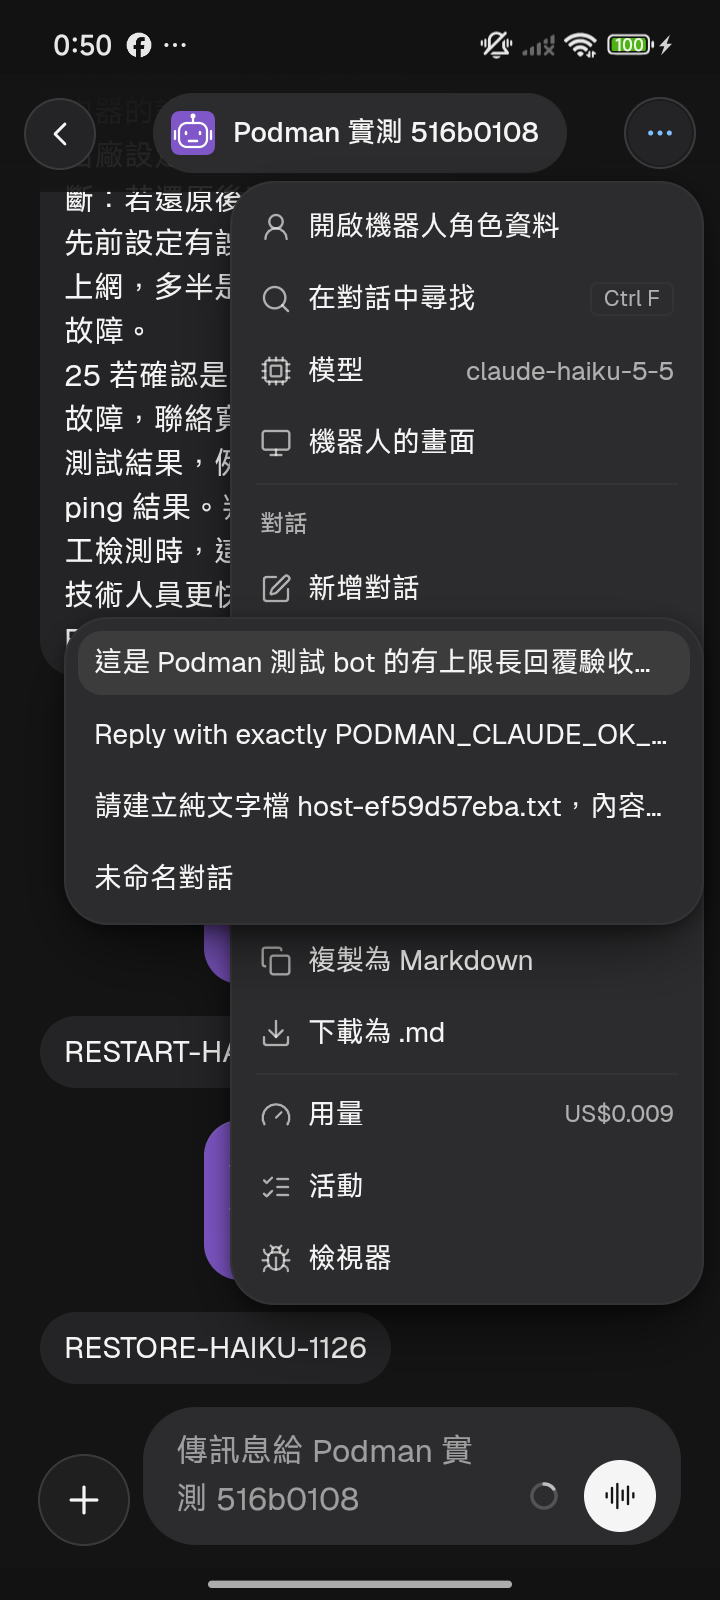 0:50
100
Podman 實測 516b0108
斷：若還原後
先前設定有誤
上網，多半是
故障。
25 若確認是
故障，聯絡
測試結果，例
ping 結果。
工檢測時，這
技術人員更快
開啟機器人角色資料
在對話中尋找 Ctrl F
模型 claude-haiku-5-5
機器人的畫面
對話
新增對話
這是 Podman 測試 bot 的有上限長回覆驗收…
Reply with exactly PODMAN_CLAUDE_OK_…
請建立純文字檔 host-ef59d57eba.txt，內容…
未命名對話
複製為 Markdown
下載為 .md
RESTART-HA
用量 US$0.009
活動
檢視器
RESTORE-HAIKU-1126
傳訊息給 Podman 實
測 516b0108